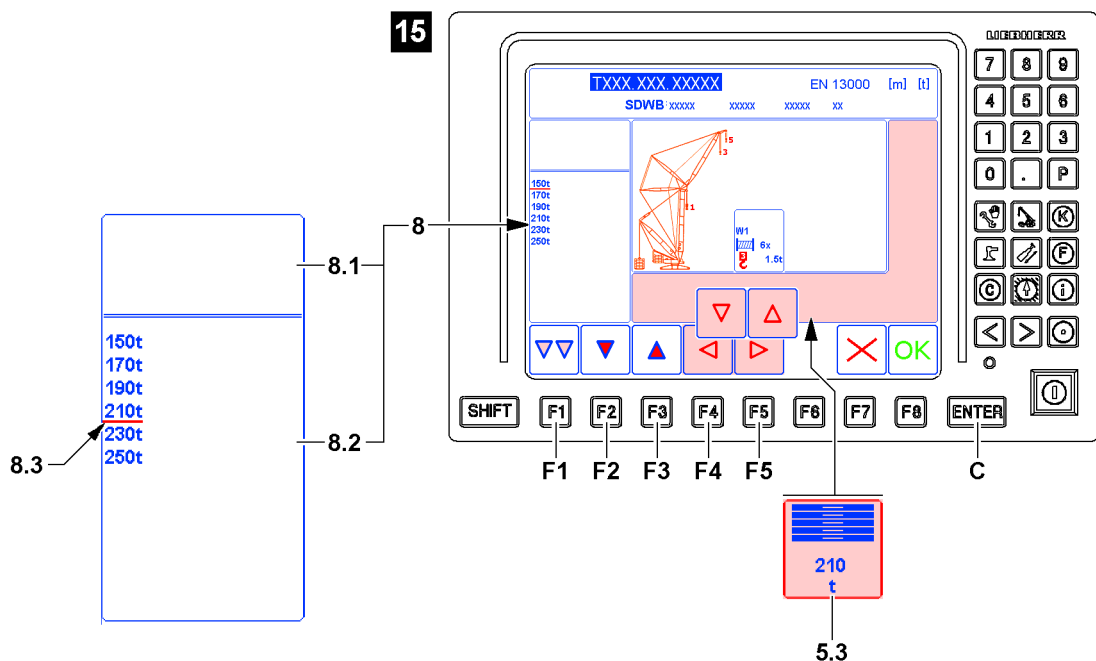 15
LIEBHERR
TXXX.XXX.XXXXX EN 13000 [m] [t]
SDWB: xxxxx xxxxx xxxxx xx
7 8 9
4 5 6
1 2 3
0 . P
K
F
C i
150t
170t
190t
210t
230t
250t
5
3
1
W1
6x
3
1.5t
OK
SHIFT F1 F2 F3 F4 F5 F6 F7 F8 ENTER
F1 F2 F3 F4 F5 C
8
8.1
8.2
8.3
150t
170t
190t
210t
230t
250t
210
t
5.3